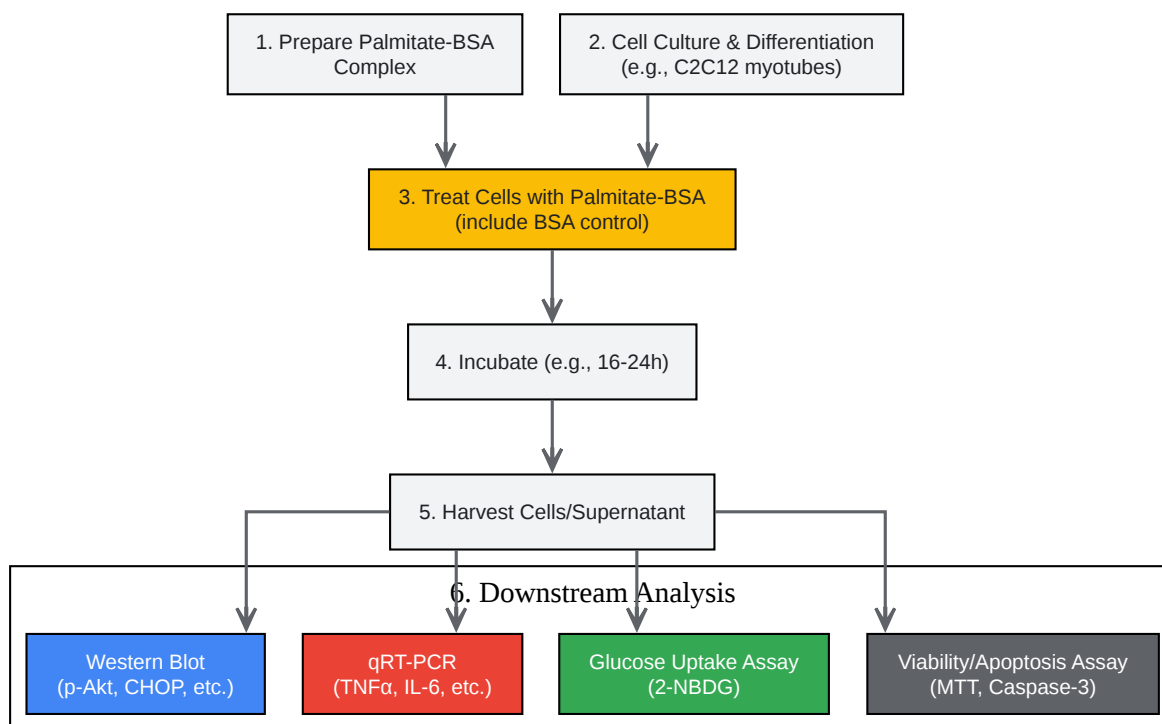 1. Prepare Palmitate-BSA
Complex
2. Cell Culture & Differentiation
(e.g., C2C12 myotubes)
3. Treat Cells with Palmitate-BSA
(include BSA control)
4. Incubate (e.g., 16-24h)
5. Harvest Cells/Supernatant
6. Downstream Analysis
Western Blot
(p-Akt, CHOP, etc.)
qRT-PCR
(TNFα, IL-6, etc.)
Glucose Uptake Assay
(2-NBDG)
Viability/Apoptosis Assay
(MTT, Caspase-3)